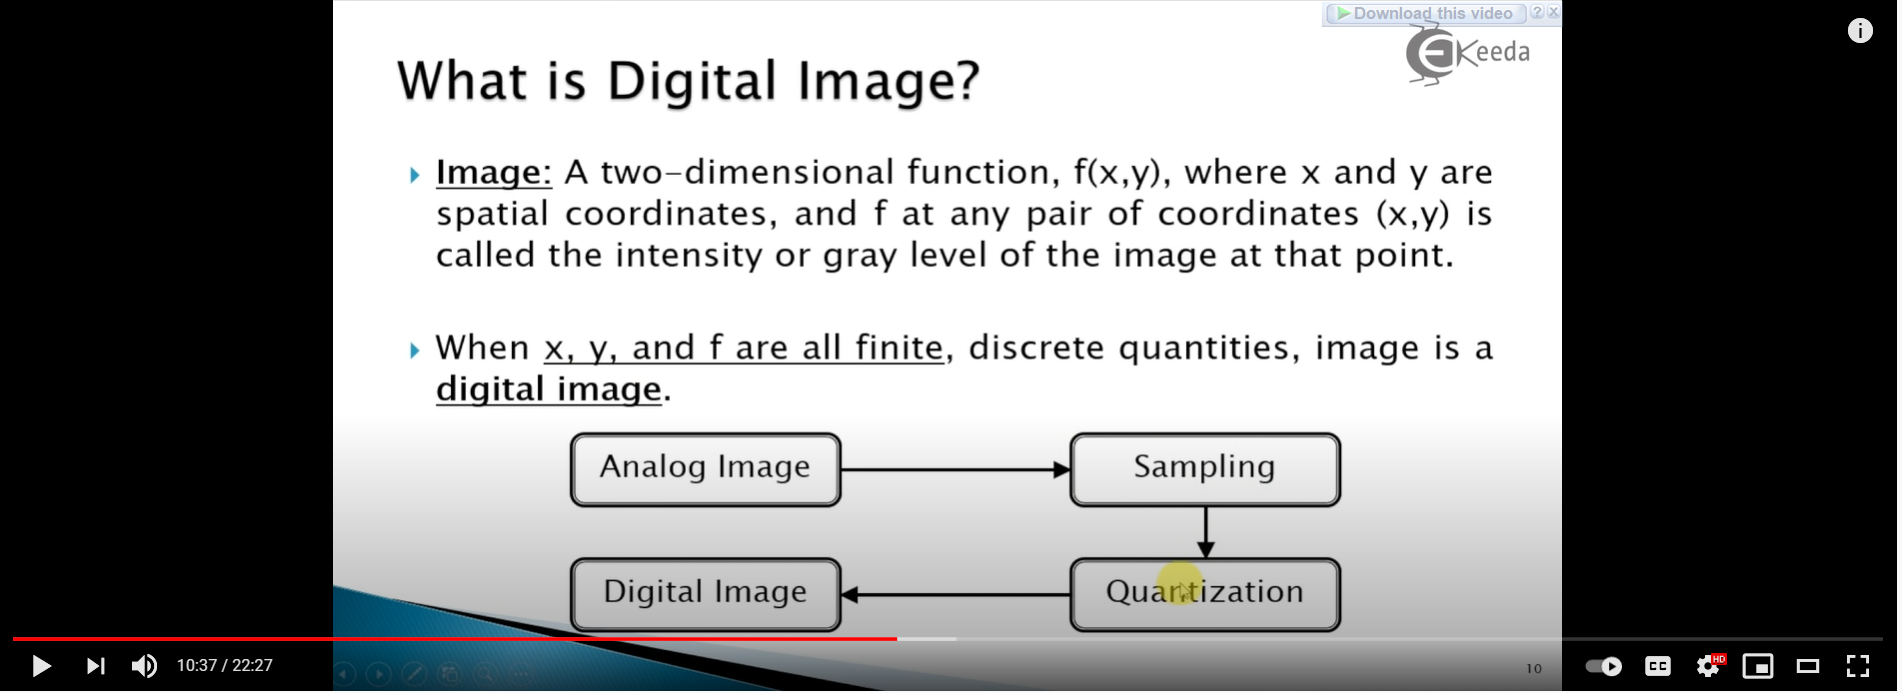 Download this video ? x
EKeeda
What is Digital Image?
Image: A two-dimensional function, f(x,y), where x and y are
spatial coordinates, and f at any pair of coordinates (x,y) is
called the intensity or gray level of the image at that point.
When x, y, and f are all finite, discrete quantities, image is a
digital image.
Analog Image
Sampling
Digital Image
Quantization
10:37 / 22:27
10
CC
HD